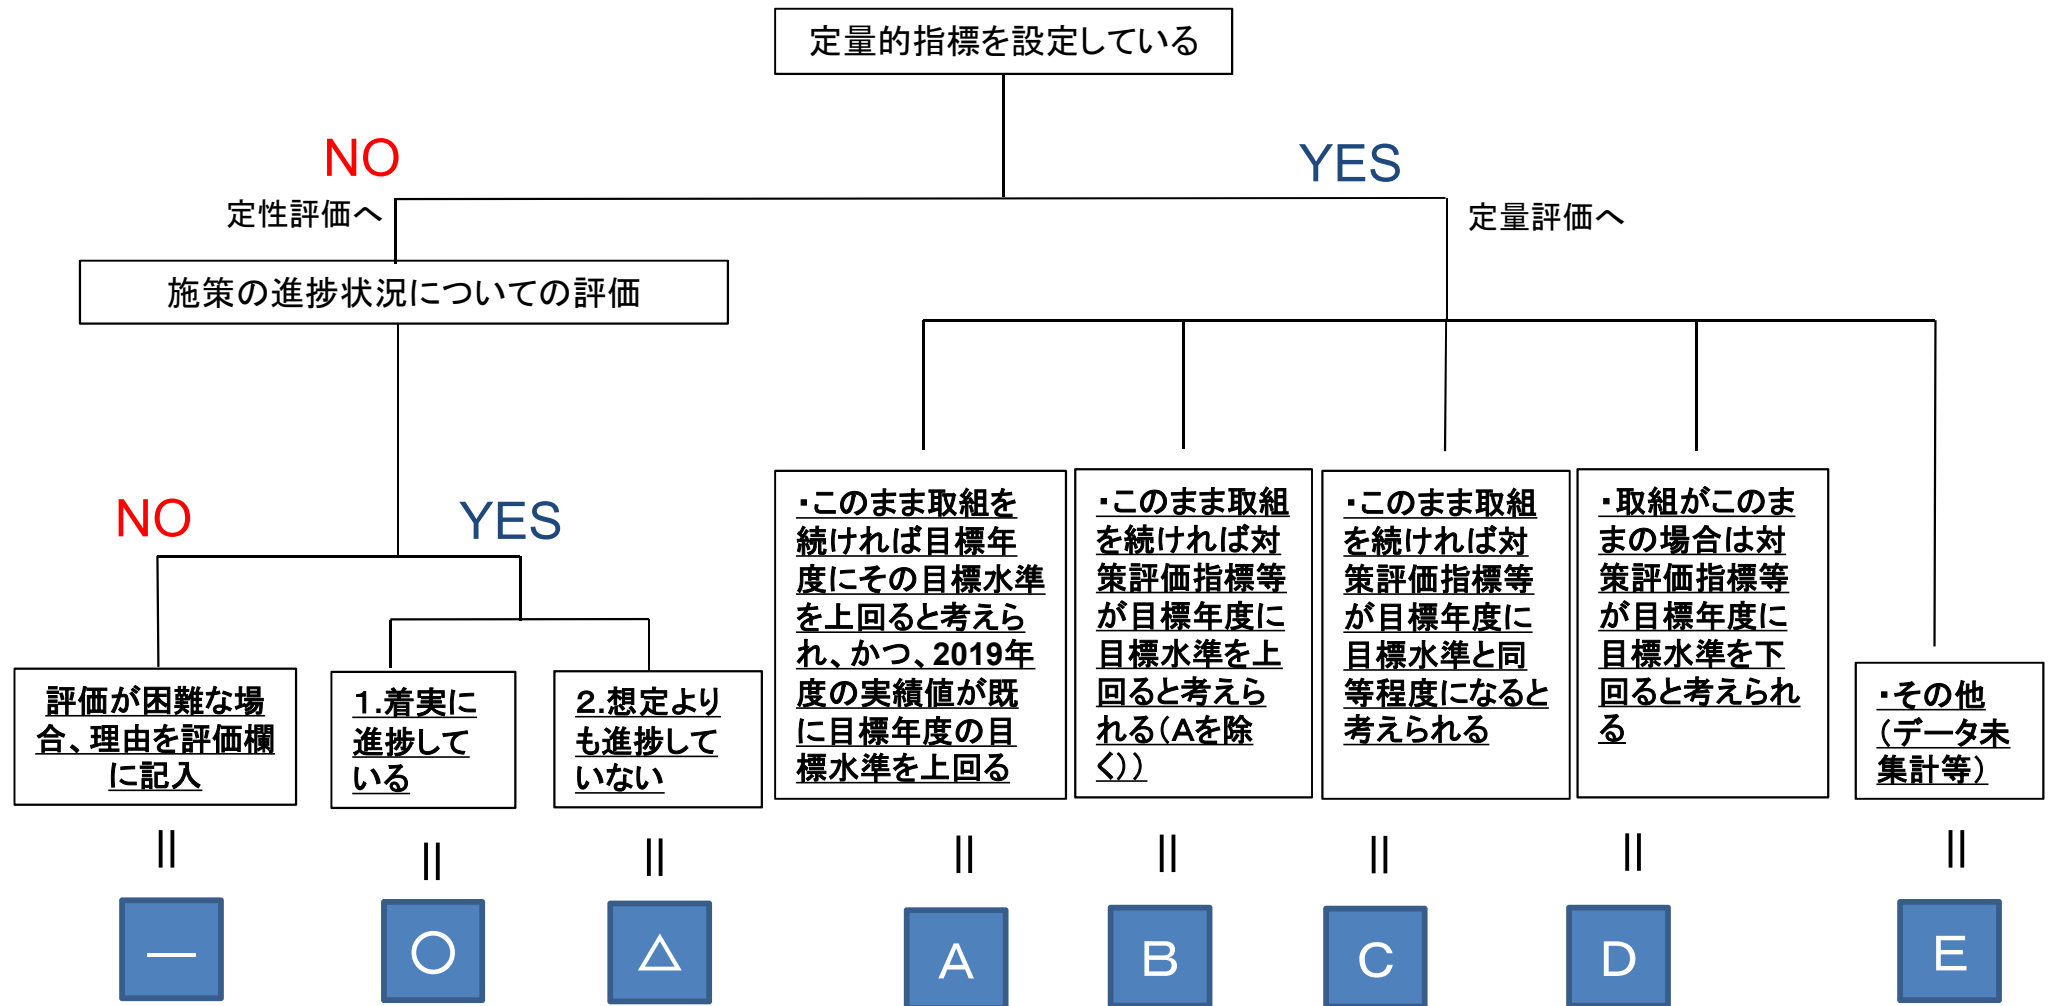 定量的指標を設定している
NO
YES
定性評価へ
定量評価へ
施策の進捗状況についての評価
NO
YES
評価が困難な場
合、理由を評価欄
に記入
1.着実に
進捗して
いる
2.想定より
も進捗して
いない
・このまま取組を
続ければ目標年
度にその目標水準
を上回ると考えら
れ、かつ、2019年
度の実績値が既
に目標年度の目
標水準を上回る
・このまま取組
を続ければ対
策評価指標等
が目標年度に
目標水準を上
回ると考えら
れる(Aを除
く))
・このまま取組
を続ければ対
策評価指標等
が目標年度に
目標水準と同
等程度になると
考えられる
・取組がこのま
まの場合は対
策評価指標等
が目標年度に
目標水準を下
回ると考えられ
る
・その他
(データ未
集計等)
||
||
||
||
||
||
||
||
―
○
△
A
B
C
D
E